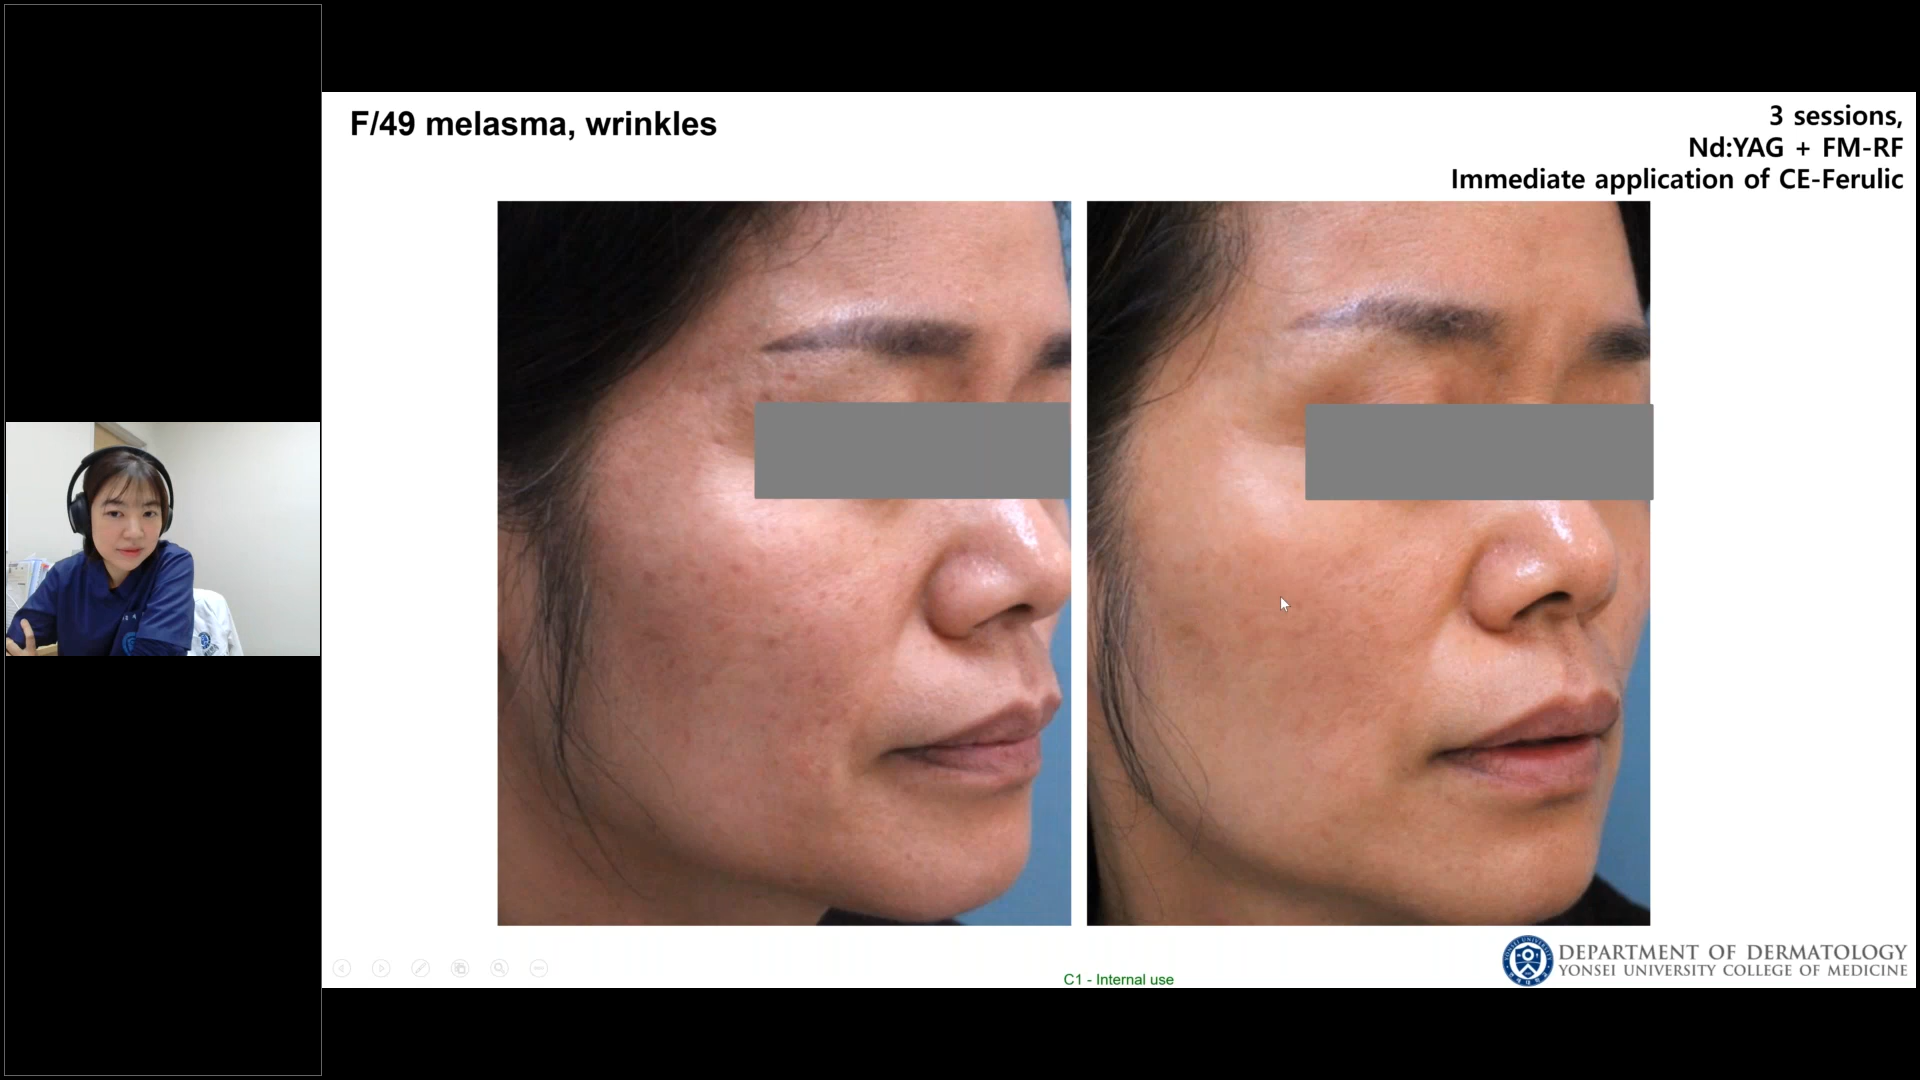 F/49 melasma, wrinkles
3 sessions,
Nd:YAG + FM-RF
Immediate application of CE-Ferulic
C1 - Internal use
DEPARTMENT OF DERMATOLOGY
YONSEI UNIVERSITY COLLEGE OF MEDICINE